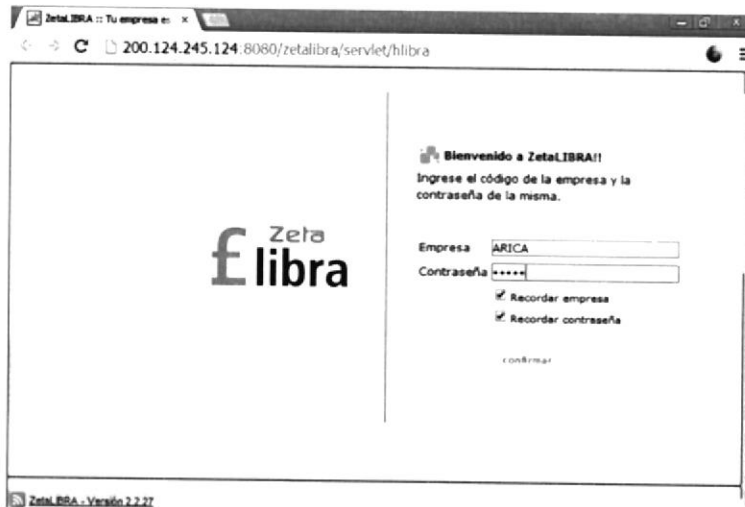 ZetaLIBRA :: Tu empresa e
200.124.245.124:8080/zetalibra/servlet/hlibra
Bienvenido a ZetaLIBRA!!
Ingrese el código de la empresa y la
contraseña de la misma.
£ Zeta
libra
Empresa ARICA
Contraseña •••••
Recordar empresa
Recordar contraseña
confirmar
ZetaLIBRA - Versión 2.2.27